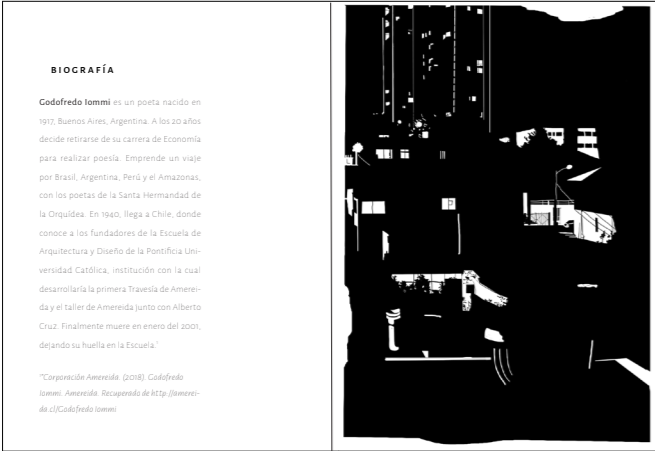 BIOGRAFÍA
Godofredo Iommi es un poeta nacido en
1917, Buenos Aires, Argentina. A los 20 años
decide retirarse de su carrera de Economía
para realizar poesía. Emprende un viaje
por Brasil, Argentina, Perú y el Amazonas,
con los poetas de la Santa Hermandad de
la Orquídea. En 1940, llega a Chile, donde
conoce a los fundadores de la Escuela de
Arquitectura y Diseño de la Pontificia Uni-
versidad Católica, institución con la cual
desarrollaría la primera Travesía de Amerei-
da y el taller de Amereida junto con Alberto
Cruz. Finalmente muere en enero del 2001,
dejando su huella en la Escuela.*
*"Corporación Amereida. (2018). Godofredo
Iommi. Amereida. Recuperado de http://amerei-
da.cl/Godofredo Iommi